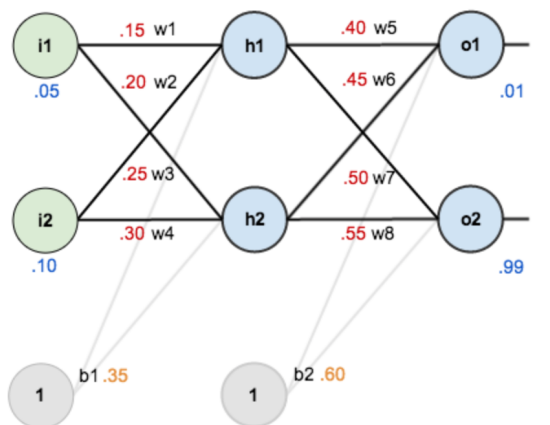 .15 w1
.40 w5
i1
h1
o1
.20 w2
.45 w6
.05
.01
.25 w3
.50 w7
i2
h2
o2
.30 w4
.55 w8
.10
.99
b1 .35
b2 .60
1
1